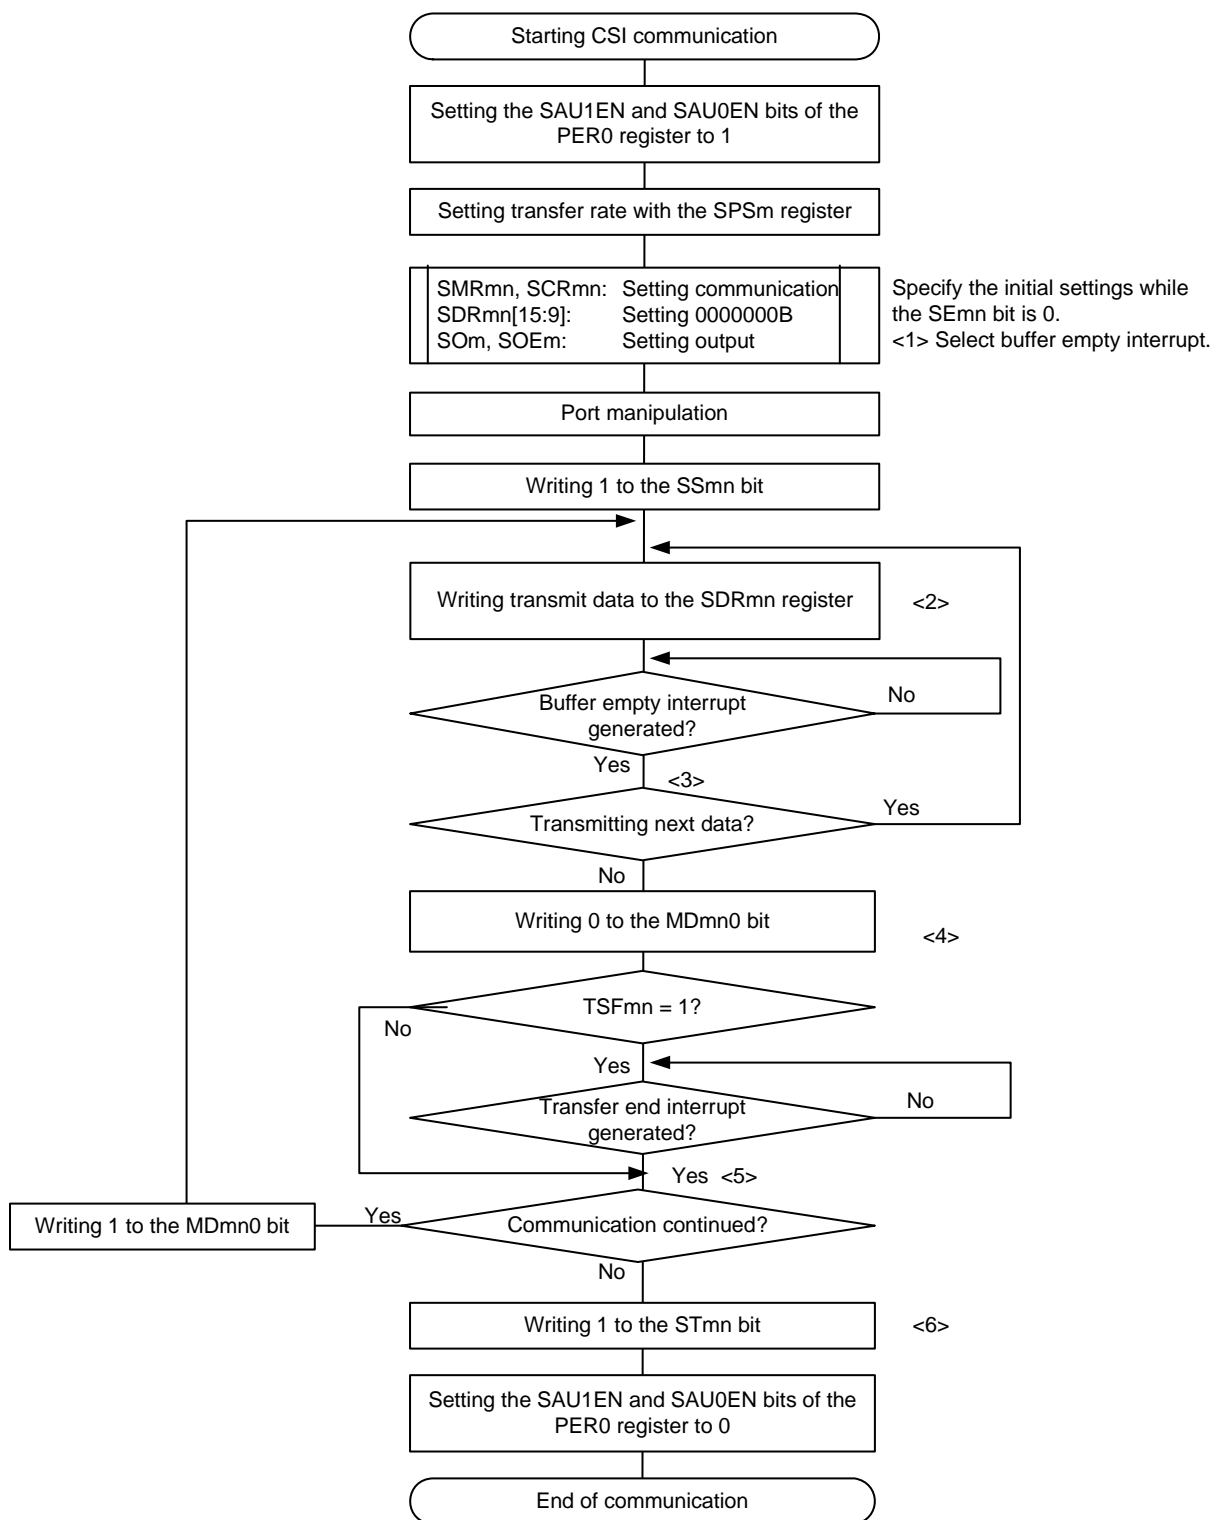 Starting CSI communication
Setting the SAU1EN and SAU0EN bits of the
PER0 register to 1
Setting transfer rate with the SPSm register
SMRmn, SCRmn: Setting communication
SDRmn[15:9]: Setting 0000000B
SOm, SOEm: Setting output
Specify the initial settings while
the SEmn bit is 0.
<1> Select buffer empty interrupt.
Port manipulation
Writing 1 to the SSmn bit
Writing transmit data to the SDRmn register
<2>
Buffer empty interrupt
generated?
No
Yes
<3>
Transmitting next data?
Yes
No
Writing 0 to the MDmn0 bit
<4>
TSFmn = 1?
No
Yes
Transfer end interrupt
generated?
No
Yes <5>
Writing 1 to the MDmn0 bit
Yes
Communication continued?
No
Writing 1 to the STmn bit
<6>
Setting the SAU1EN and SAU0EN bits of the
PER0 register to 0
End of communication